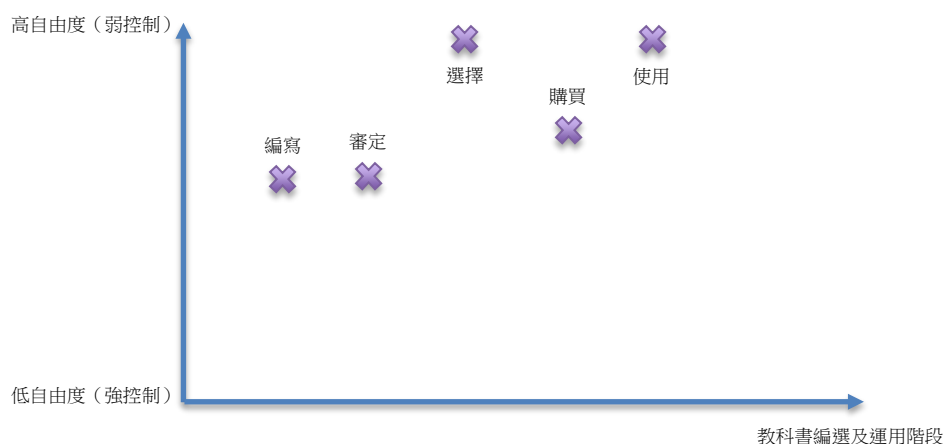 高自由度（弱控制）
選擇
使用
購買
編寫
審定
低自由度（強控制）
教科書編選及運用階段